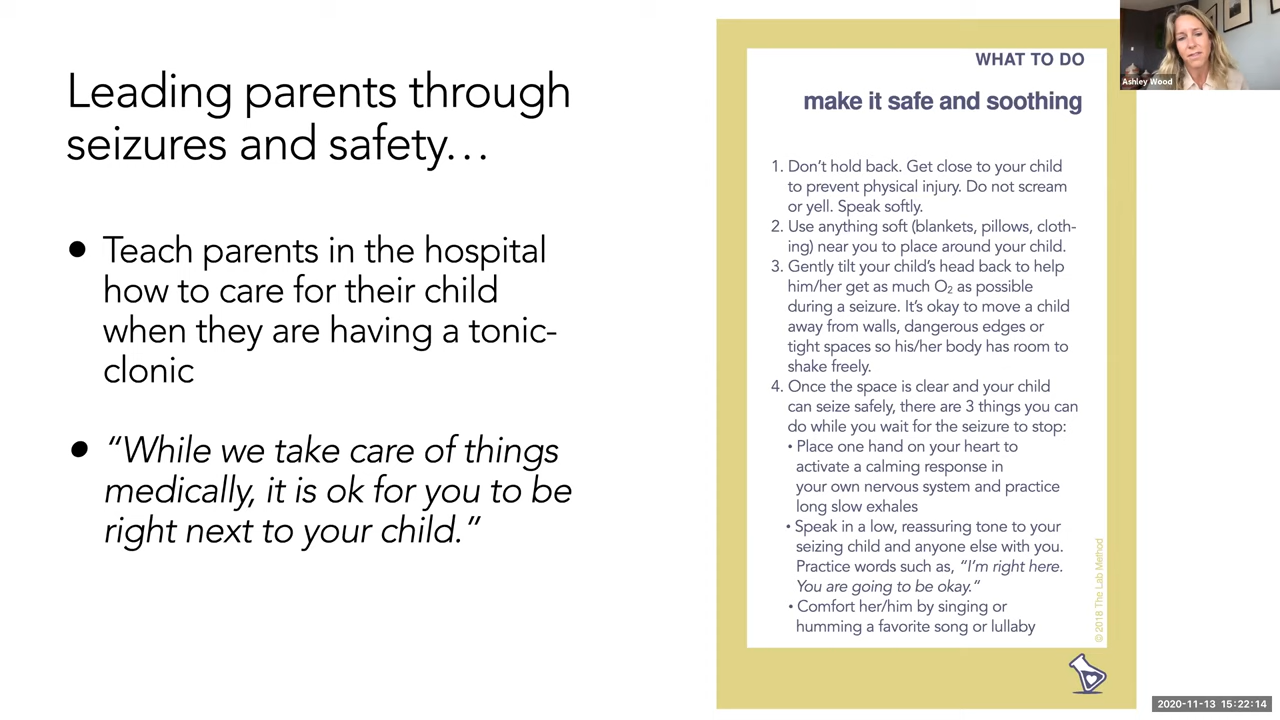 Leading parents through
seizures and safety…
• Teach parents in the hospital
how to care for their child
when they are having a tonic-
clonic
• “While we take care of things
medically, it is ok for you to be
right next to your child.”
WHAT TO DO
make it safe and soothing
1. Don’t hold back. Get close to your child
to prevent physical injury. Do not scream
or yell. Speak softly.
2. Use anything soft (blankets, pillows, cloth-
ing) near you to place around your child.
3. Gently tilt your child’s head back to help
him/her get as much O₂ as possible
during a seizure. It’s okay to move a child
away from walls, dangerous edges or
tight spaces so his/her body has room to
shake freely.
4. Once the space is clear and your child
can seize safely, there are 3 things you can
do while you wait for the seizure to stop:
• Place one hand on your heart to
activate a calming response in
your own nervous system and practice
long slow exhales
• Speak in a low, reassuring tone to your
seizing child and anyone else with you.
Practice words such as, “I’m right here.
You are going to be okay.”
• Comfort her/him by singing or
humming a favorite song or lullaby
© 2018 The Lab Method
Ashley Wood
2020-11-13 15:22:14